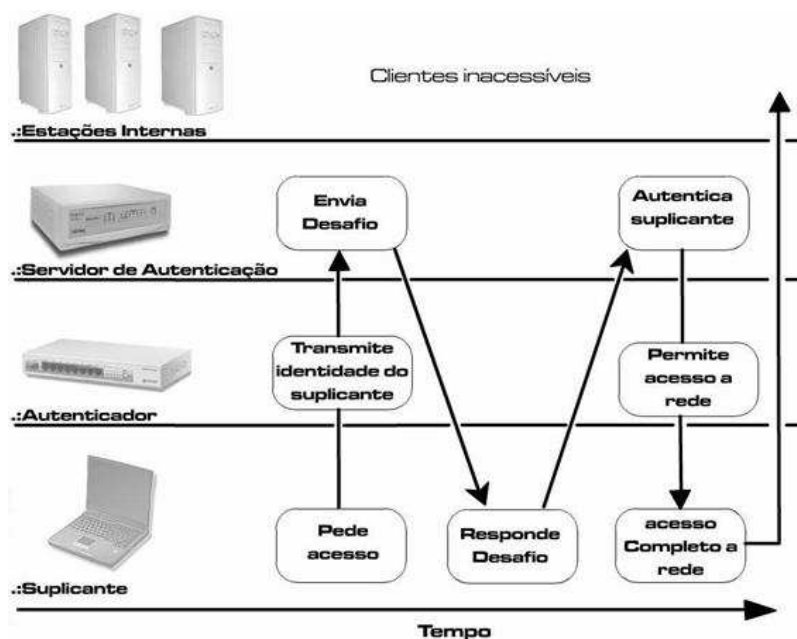 Clientes inacessíveis
.:Estações Internas
Envia
Desafio
Autentica
suplicante
.:Servidor de Autenticação
Transmite
identidade do
suplicante
Permite
acesso a
rede
.:Autenticador
Pede
acesso
Responde
Desafio
acesso
Completo a
rede
.:Suplicante
Tempo